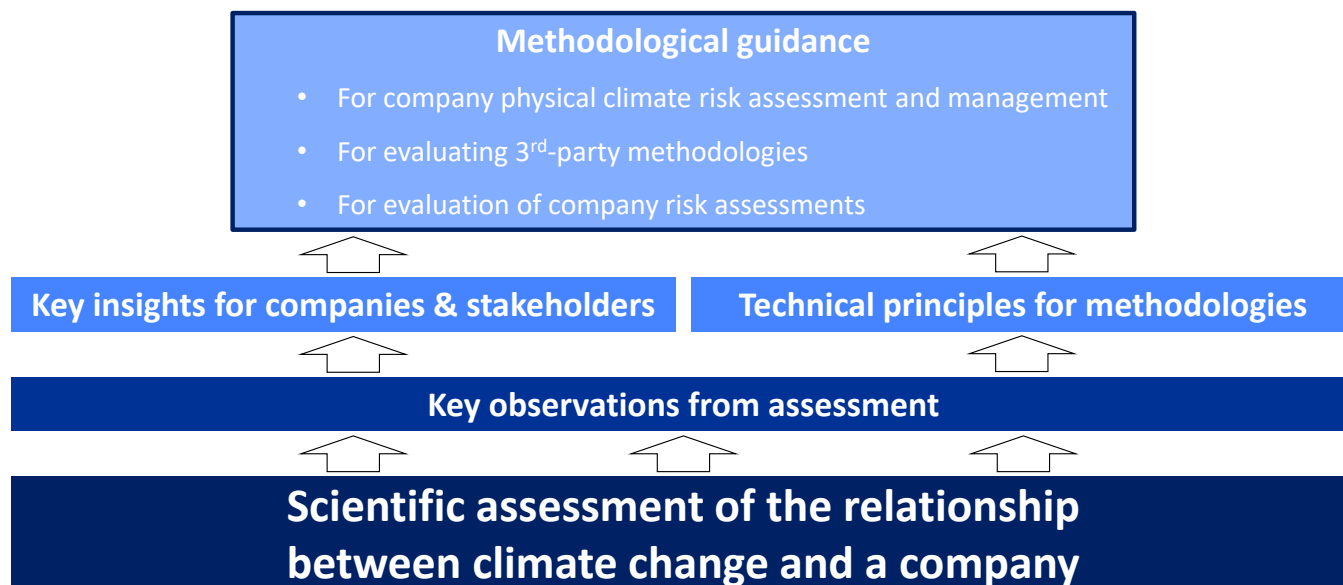 Methodological guidance
• For company physical climate risk assessment and management
• For evaluating 3rd-party methodologies
• For evaluation of company risk assessments
Key insights for companies & stakeholders
Technical principles for methodologies
Key observations from assessment
Scientific assessment of the relationship
between climate change and a company